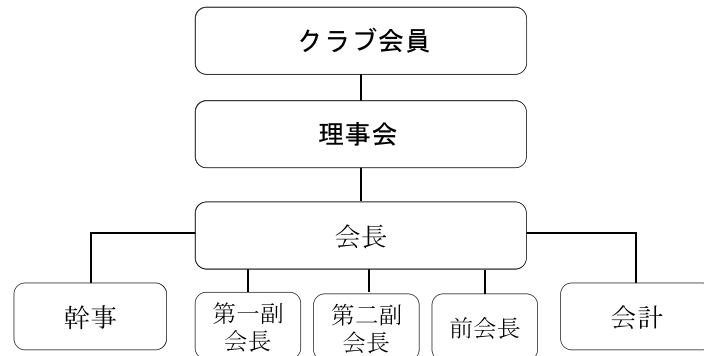 クラブ会員
理事会
会長
幹事
第一副
会長
第二副
会長
前会長
会計